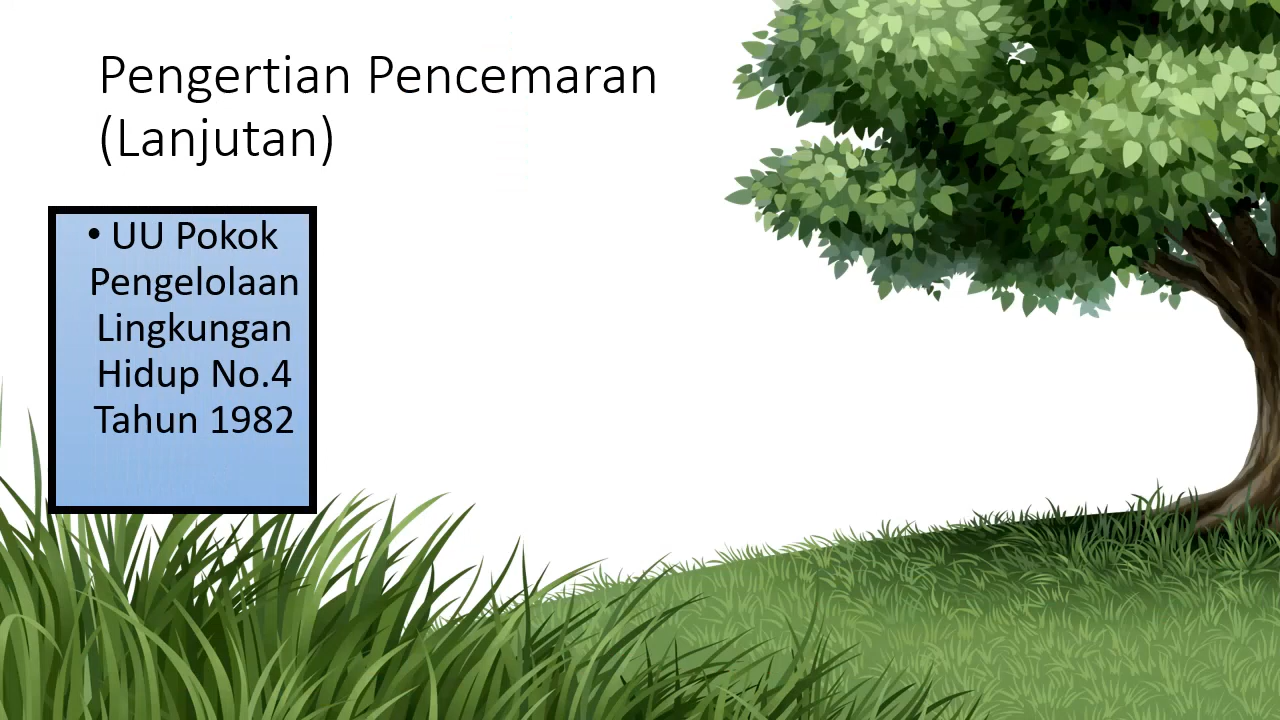 Pengertian Pencemaran
(Lanjutan)
• UU Pokok
Pengelolaan
Lingkungan
Hidup No.4
Tahun 1982